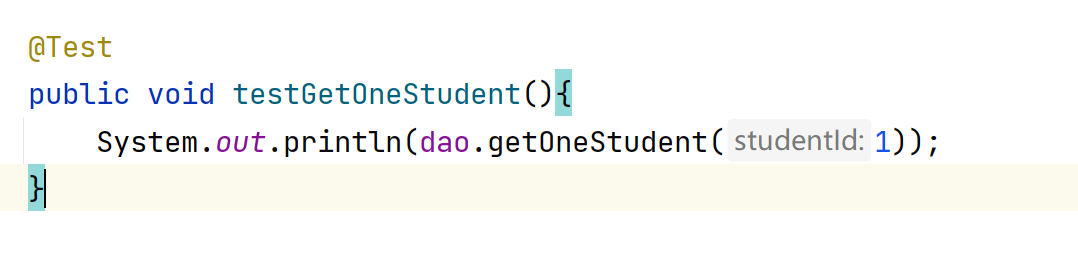 @Test
public void testGetOneStudent(){
    System.out.println(dao.getOneStudent( studentId: 1));
}